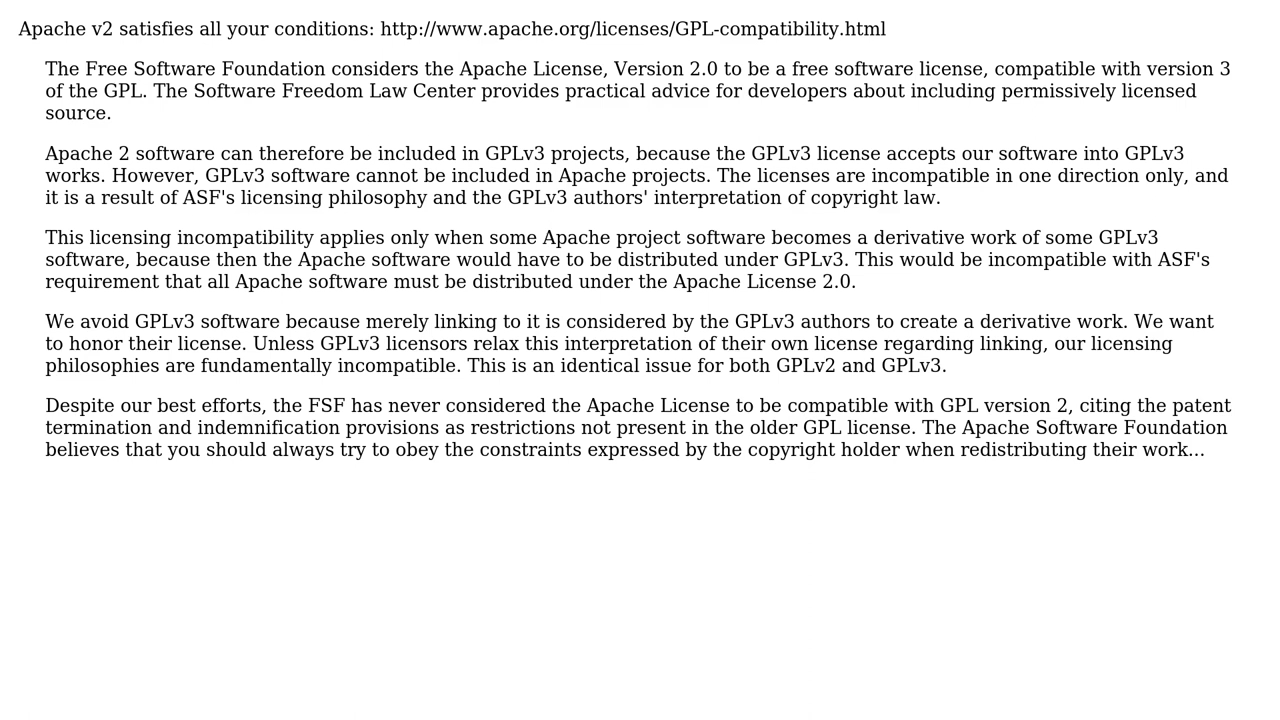 Apache v2 satisfies all your conditions: http://www.apache.org/licenses/GPL-compatibility.html
The Free Software Foundation considers the Apache License, Version 2.0 to be a free software license, compatible with version 3
of the GPL. The Software Freedom Law Center provides practical advice for developers about including permissively licensed
source.
Apache 2 software can therefore be included in GPLv3 projects, because the GPLv3 license accepts our software into GPLv3
works. However, GPLv3 software cannot be included in Apache projects. The licenses are incompatible in one direction only, and
it is a result of ASF's licensing philosophy and the GPLv3 authors' interpretation of copyright law.
This licensing incompatibility applies only when some Apache project software becomes a derivative work of some GPLv3
software, because then the Apache software would have to be distributed under GPLv3. This would be incompatible with ASF's
requirement that all Apache software must be distributed under the Apache License 2.0.
We avoid GPLv3 software because merely linking to it is considered by the GPLv3 authors to create a derivative work. We want
to honor their license. Unless GPLv3 licensors relax this interpretation of their own license regarding linking, our licensing
philosophies are fundamentally incompatible. This is an identical issue for both GPLv2 and GPLv3.
Despite our best efforts, the FSF has never considered the Apache License to be compatible with GPL version 2, citing the patent
termination and indemnification provisions as restrictions not present in the older GPL license. The Apache Software Foundation
believes that you should always try to obey the constraints expressed by the copyright holder when redistributing their work...